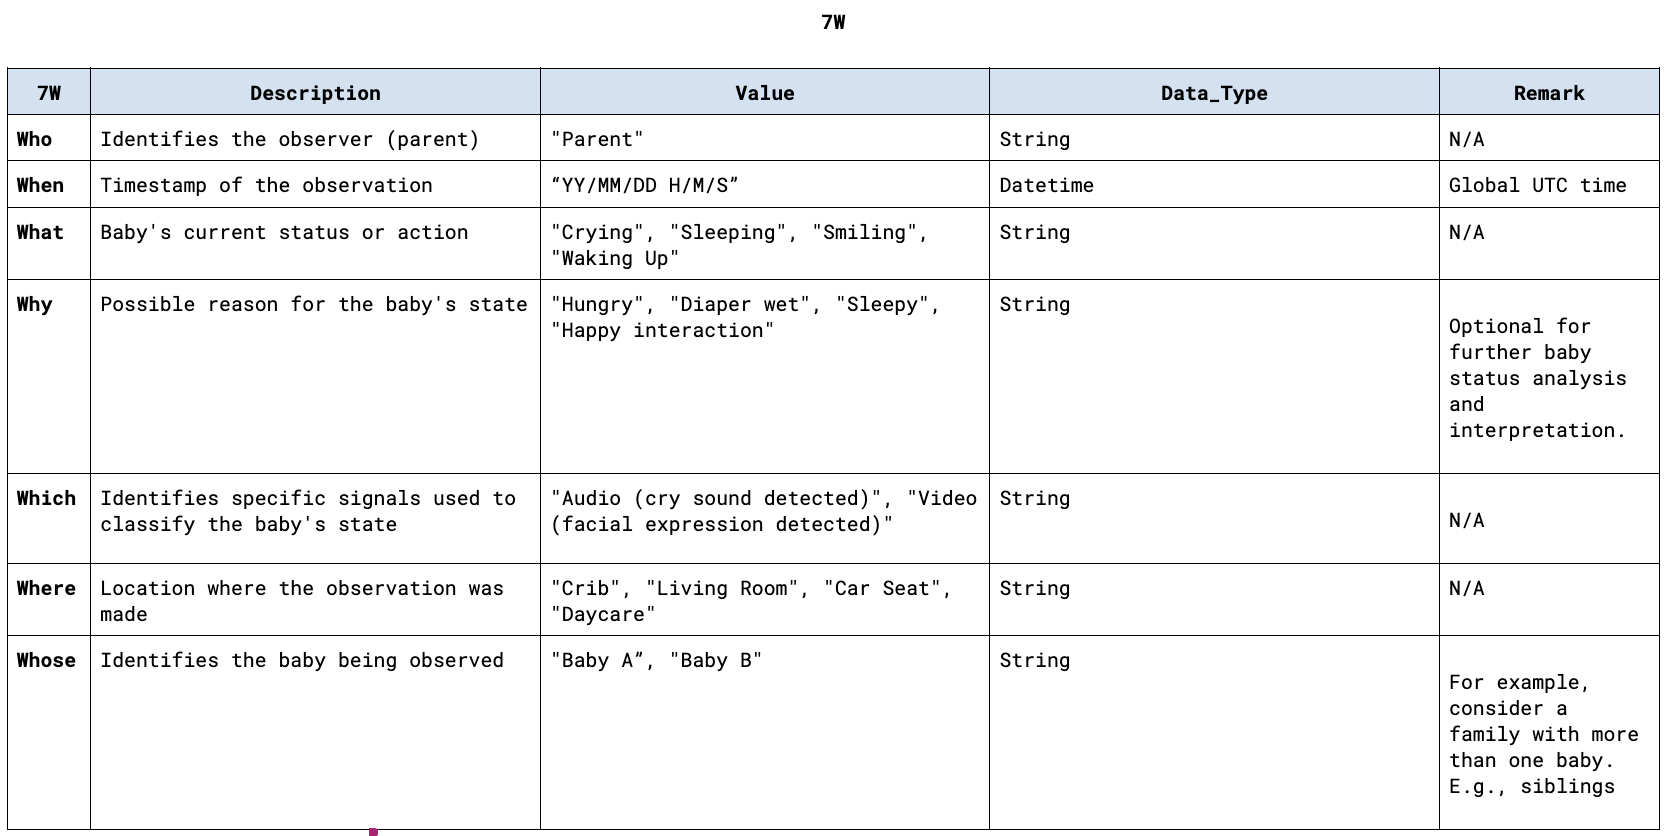 7W
7W Description Value Data_Type Remark
Who Identifies the observer (parent) "Parent" String N/A
When Timestamp of the observation “YY/MM/DD H/M/S” Datetime Global UTC time
What Baby's current status or action "Crying", "Sleeping", "Smiling", String N/A
"Waking Up"
Why Possible reason for the baby's state "Hungry", "Diaper wet", "Sleepy", String
"Happy interaction"
Optional for
further baby
status analysis
and
interpretation.
Which Identifies specific signals used to "Audio (cry sound detected)", "Video String
classify the baby's state (facial expression detected)"
N/A
Where Location where the observation was "Crib", "Living Room", "Car Seat", String N/A
made "Daycare"
Whose Identifies the baby being observed "Baby A”, "Baby B" String
For example,
consider a
family with more
than one baby.
E.g., siblings